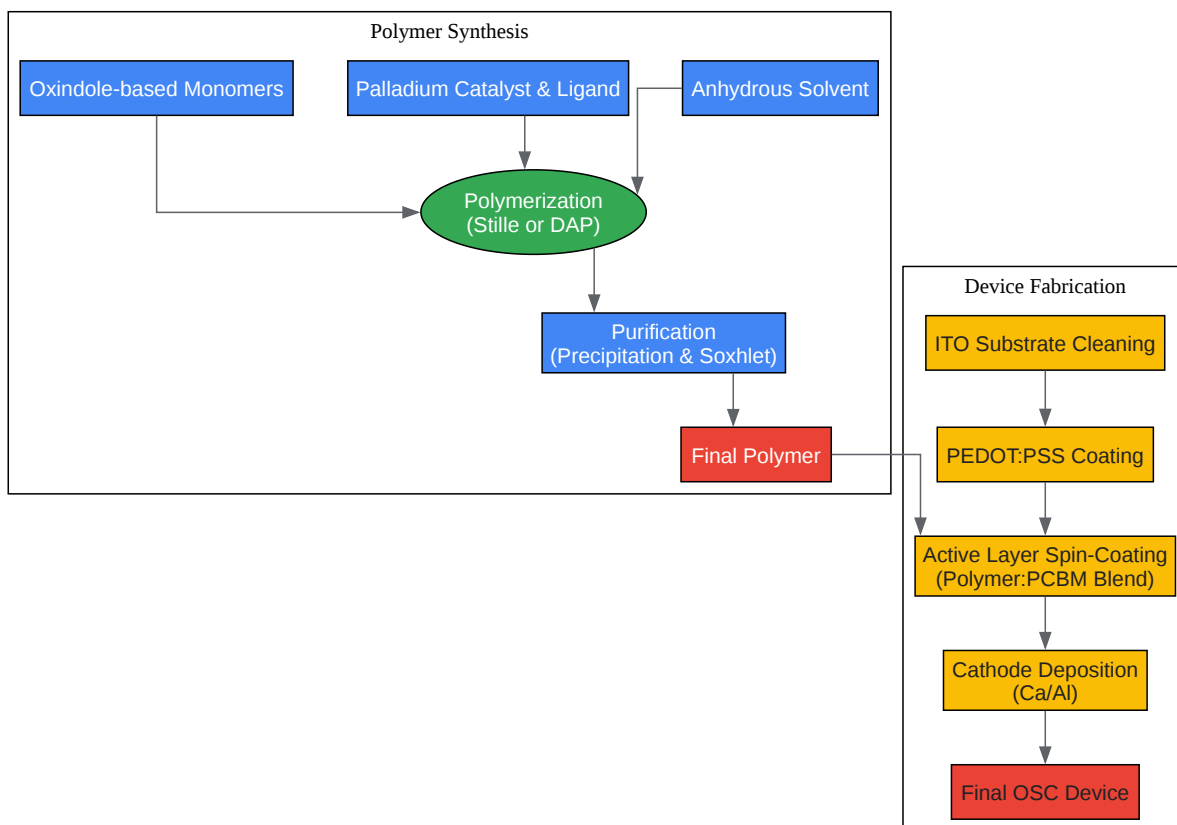 Polymer Synthesis
Oxindole-based Monomers
Palladium Catalyst & Ligand
Anhydrous Solvent
Polymerization
(Stille or DAP)
Purification
(Precipitation & Soxhlet)
Final Polymer
Device Fabrication
ITO Substrate Cleaning
PEDOT:PSS Coating
Active Layer Spin-Coating
(Polymer:PCBM Blend)
Cathode Deposition
(Ca/Al)
Final OSC Device